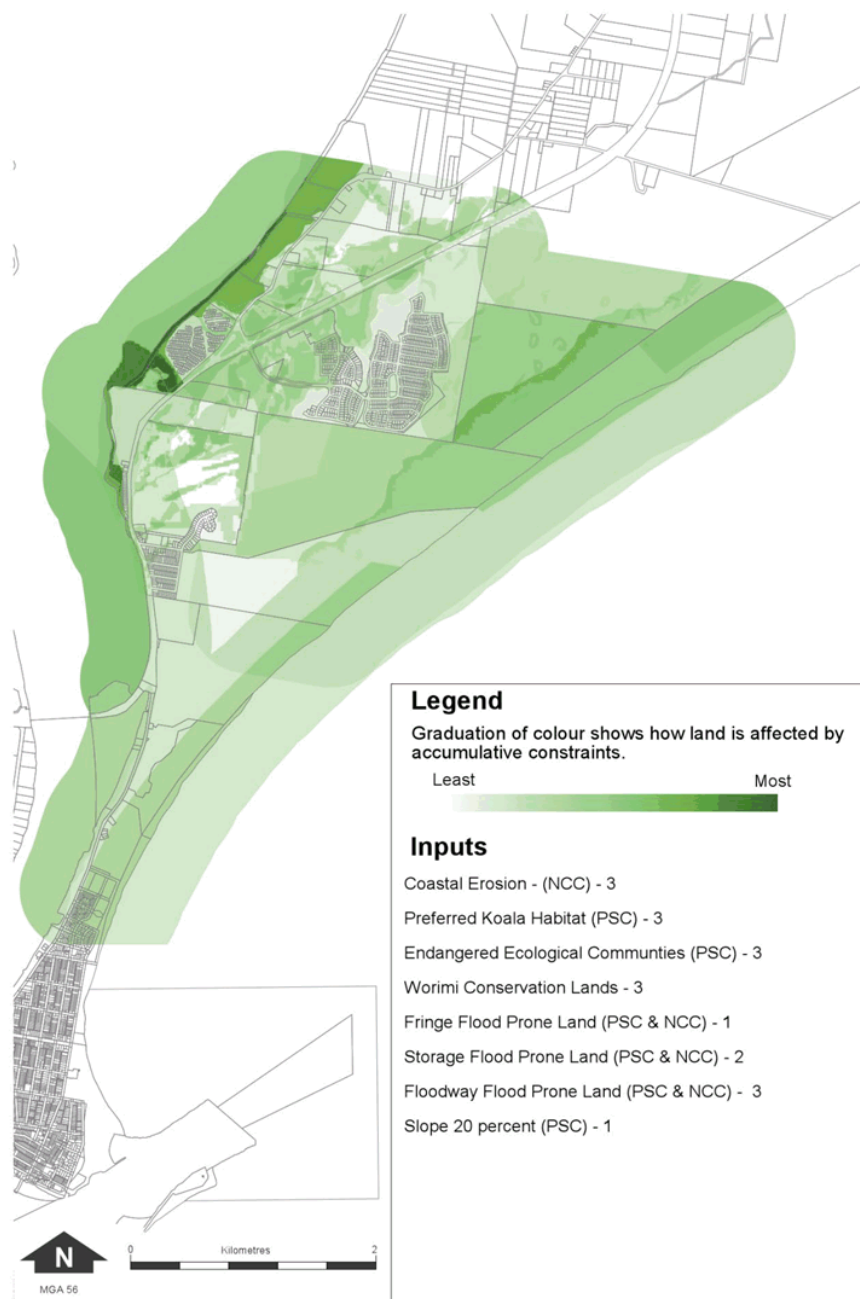 Legend
Graduation of colour shows how land is affected by
accumulative constraints.
Least Most
Inputs
Coastal Erosion - (NCC) - 3
Preferred Koala Habitat (PSC) - 3
Endangered Ecological Communties (PSC) - 3
Worimi Conservation Lands - 3
Fringe Flood Prone Land (PSC & NCC) - 1
Storage Flood Prone Land (PSC & NCC) - 2
Floodway Flood Prone Land (PSC & NCC) - 3
Slope 20 percent (PSC) - 1
N
MGA 56
0 Kilometres 2